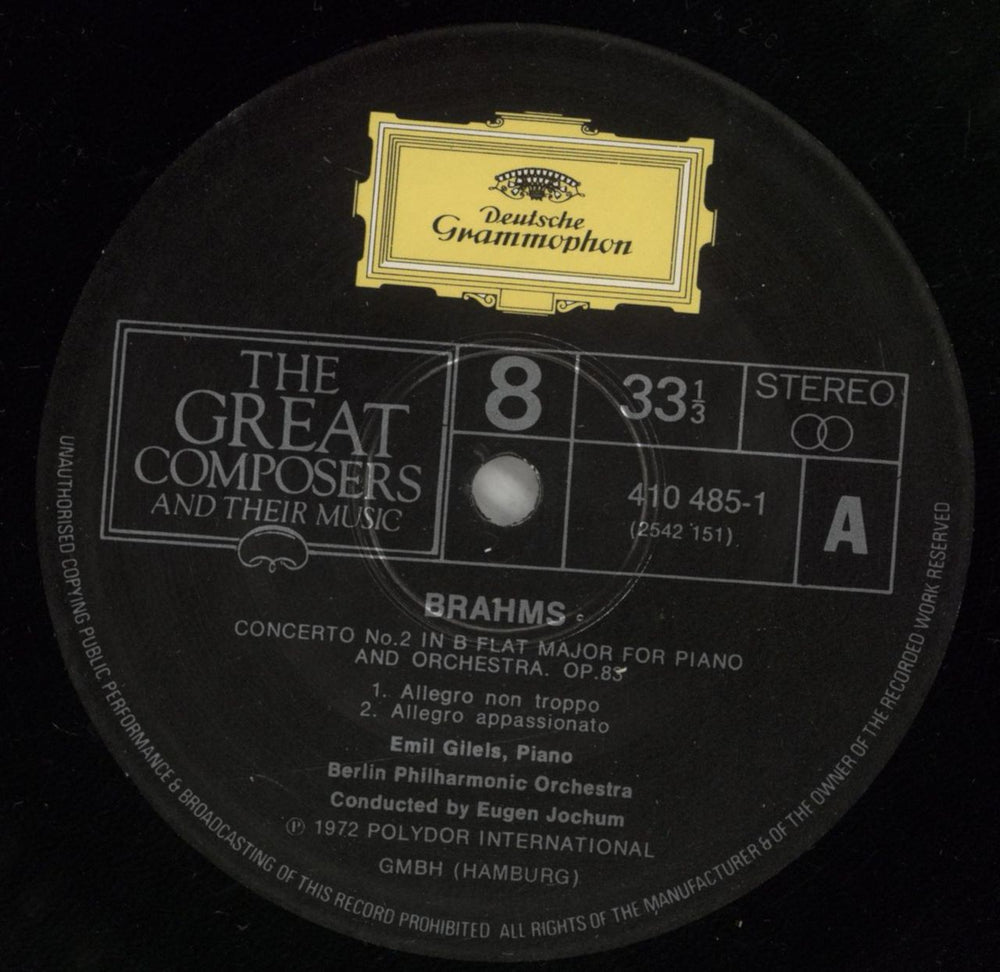 Deutsche
Grammophon
THE
GREAT
COMPOSERS
AND THEIR MUSIC
8
33⅓
STEREO
410 485-1
(2542 151)
A
BRAHMS
CONCERTO No.2 IN B FLAT MAJOR FOR PIANO
AND ORCHESTRA. OP.83
1. Allegro non troppo
2. Allegro appassionato
Emil Gilels, Piano
Berlin Philharmonic Orchestra
Conducted by Eugen Jochum
℗ 1972 POLYDOR INTERNATIONAL
GMBH (HAMBURG)
UNAUTHORISED COPYING PUBLIC PERFORMANCE & BROADCASTING OF THIS RECORD PROHIBITED ALL RIGHTS OF THE MANUFACTURER & OF THE OWNER OF THE RECORDED WORK RESERVED